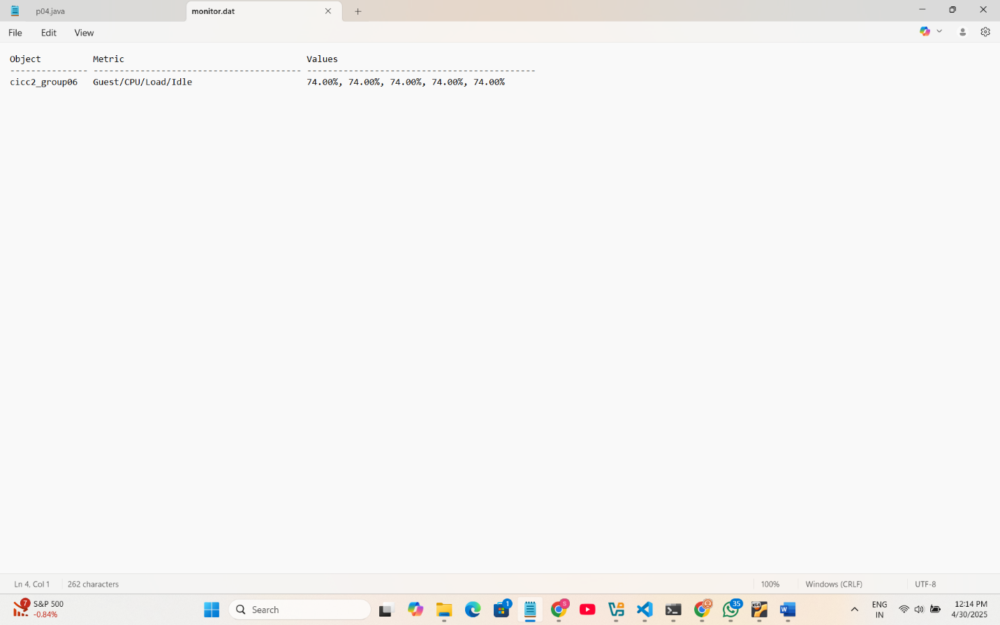 p04.java
monitor.dat
File Edit View
Object Metric Values
--------------- ---------------------------------------- --------------------------------------------
cicc2_group06 Guest/CPU/Load/Idle 74.00%, 74.00%, 74.00%, 74.00%, 74.00%
Ln 4, Col 1 262 characters 100% Windows (CRLF) UTF-8
7 S&P 500
-0.84%
Search
1
S
35
X64
W
ENG
IN
12:14 PM
4/30/2025